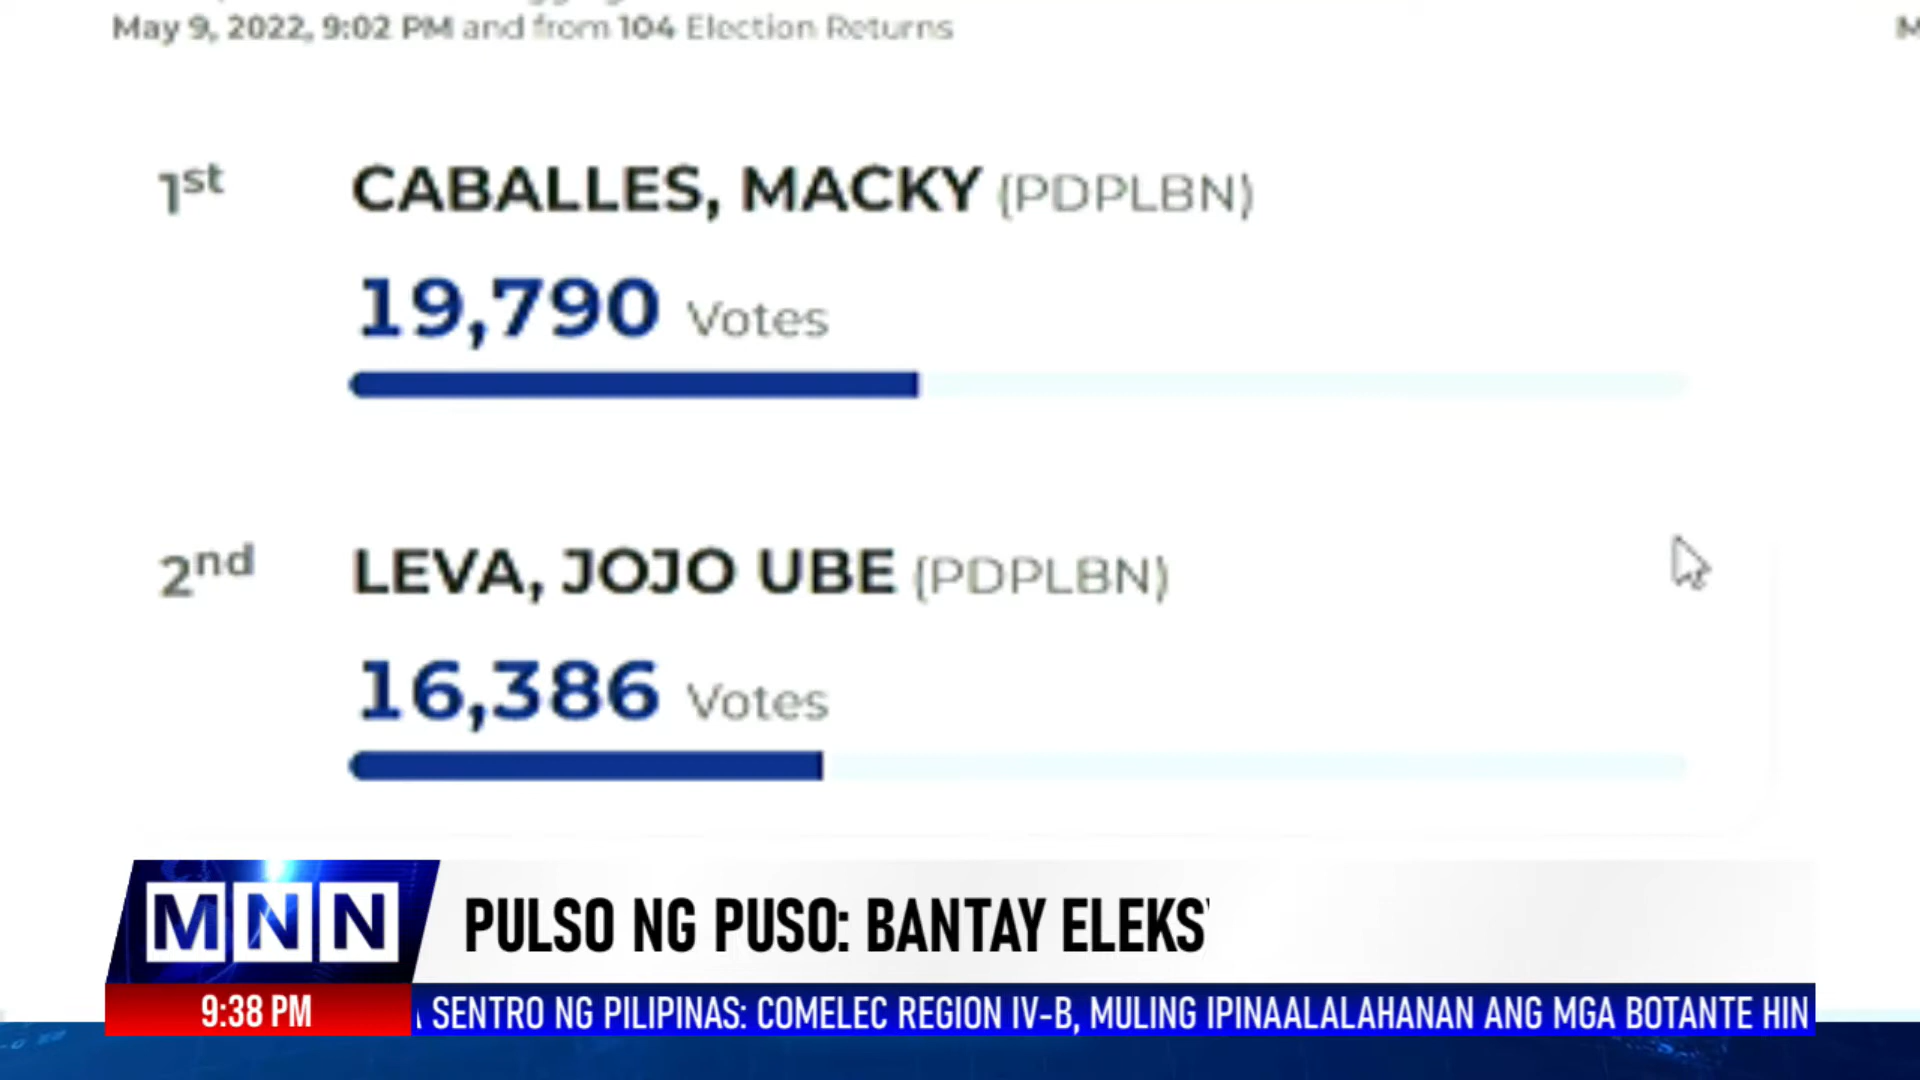 May 9, 2022, 9:02 PM and from 104 Election Returns
1st CABALLES, MACKY (PDPLBN)
19,790 Votes
2nd LEVA, JOJO UBE (PDPLBN)
16,386 Votes
MNN PULSO NG PUSO: BANTAY ELEKS
9:38 PM SENTRO NG PILIPINAS: COMELEC REGION IV-B, MULING IPINAALALAHANAN ANG MGA BOTANTE HIN